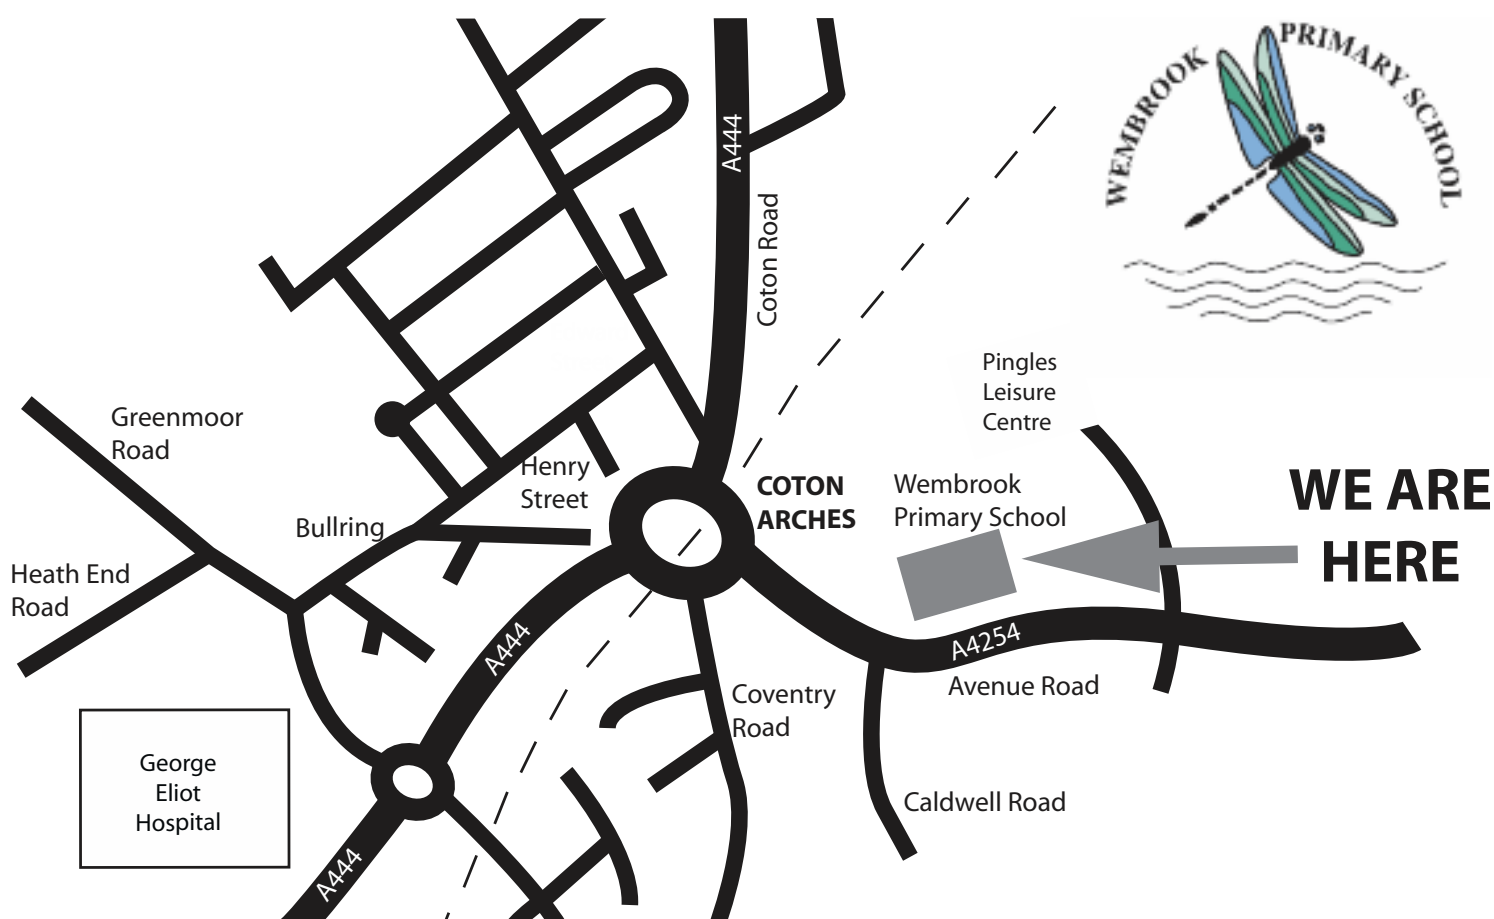 WEMBROOK PRIMARY SCHOOL
A444
Coton Road
Pingles
Leisure
Centre
Greenmoor
Road
Henry
Street
Bullring
COTON
ARCHES
Wembrook
Primary School
WE ARE
HERE
Heath End
Road
A444
A4254
Avenue Road
Coventry
Road
George
Eliot
Hospital
Caldwell Road
A444